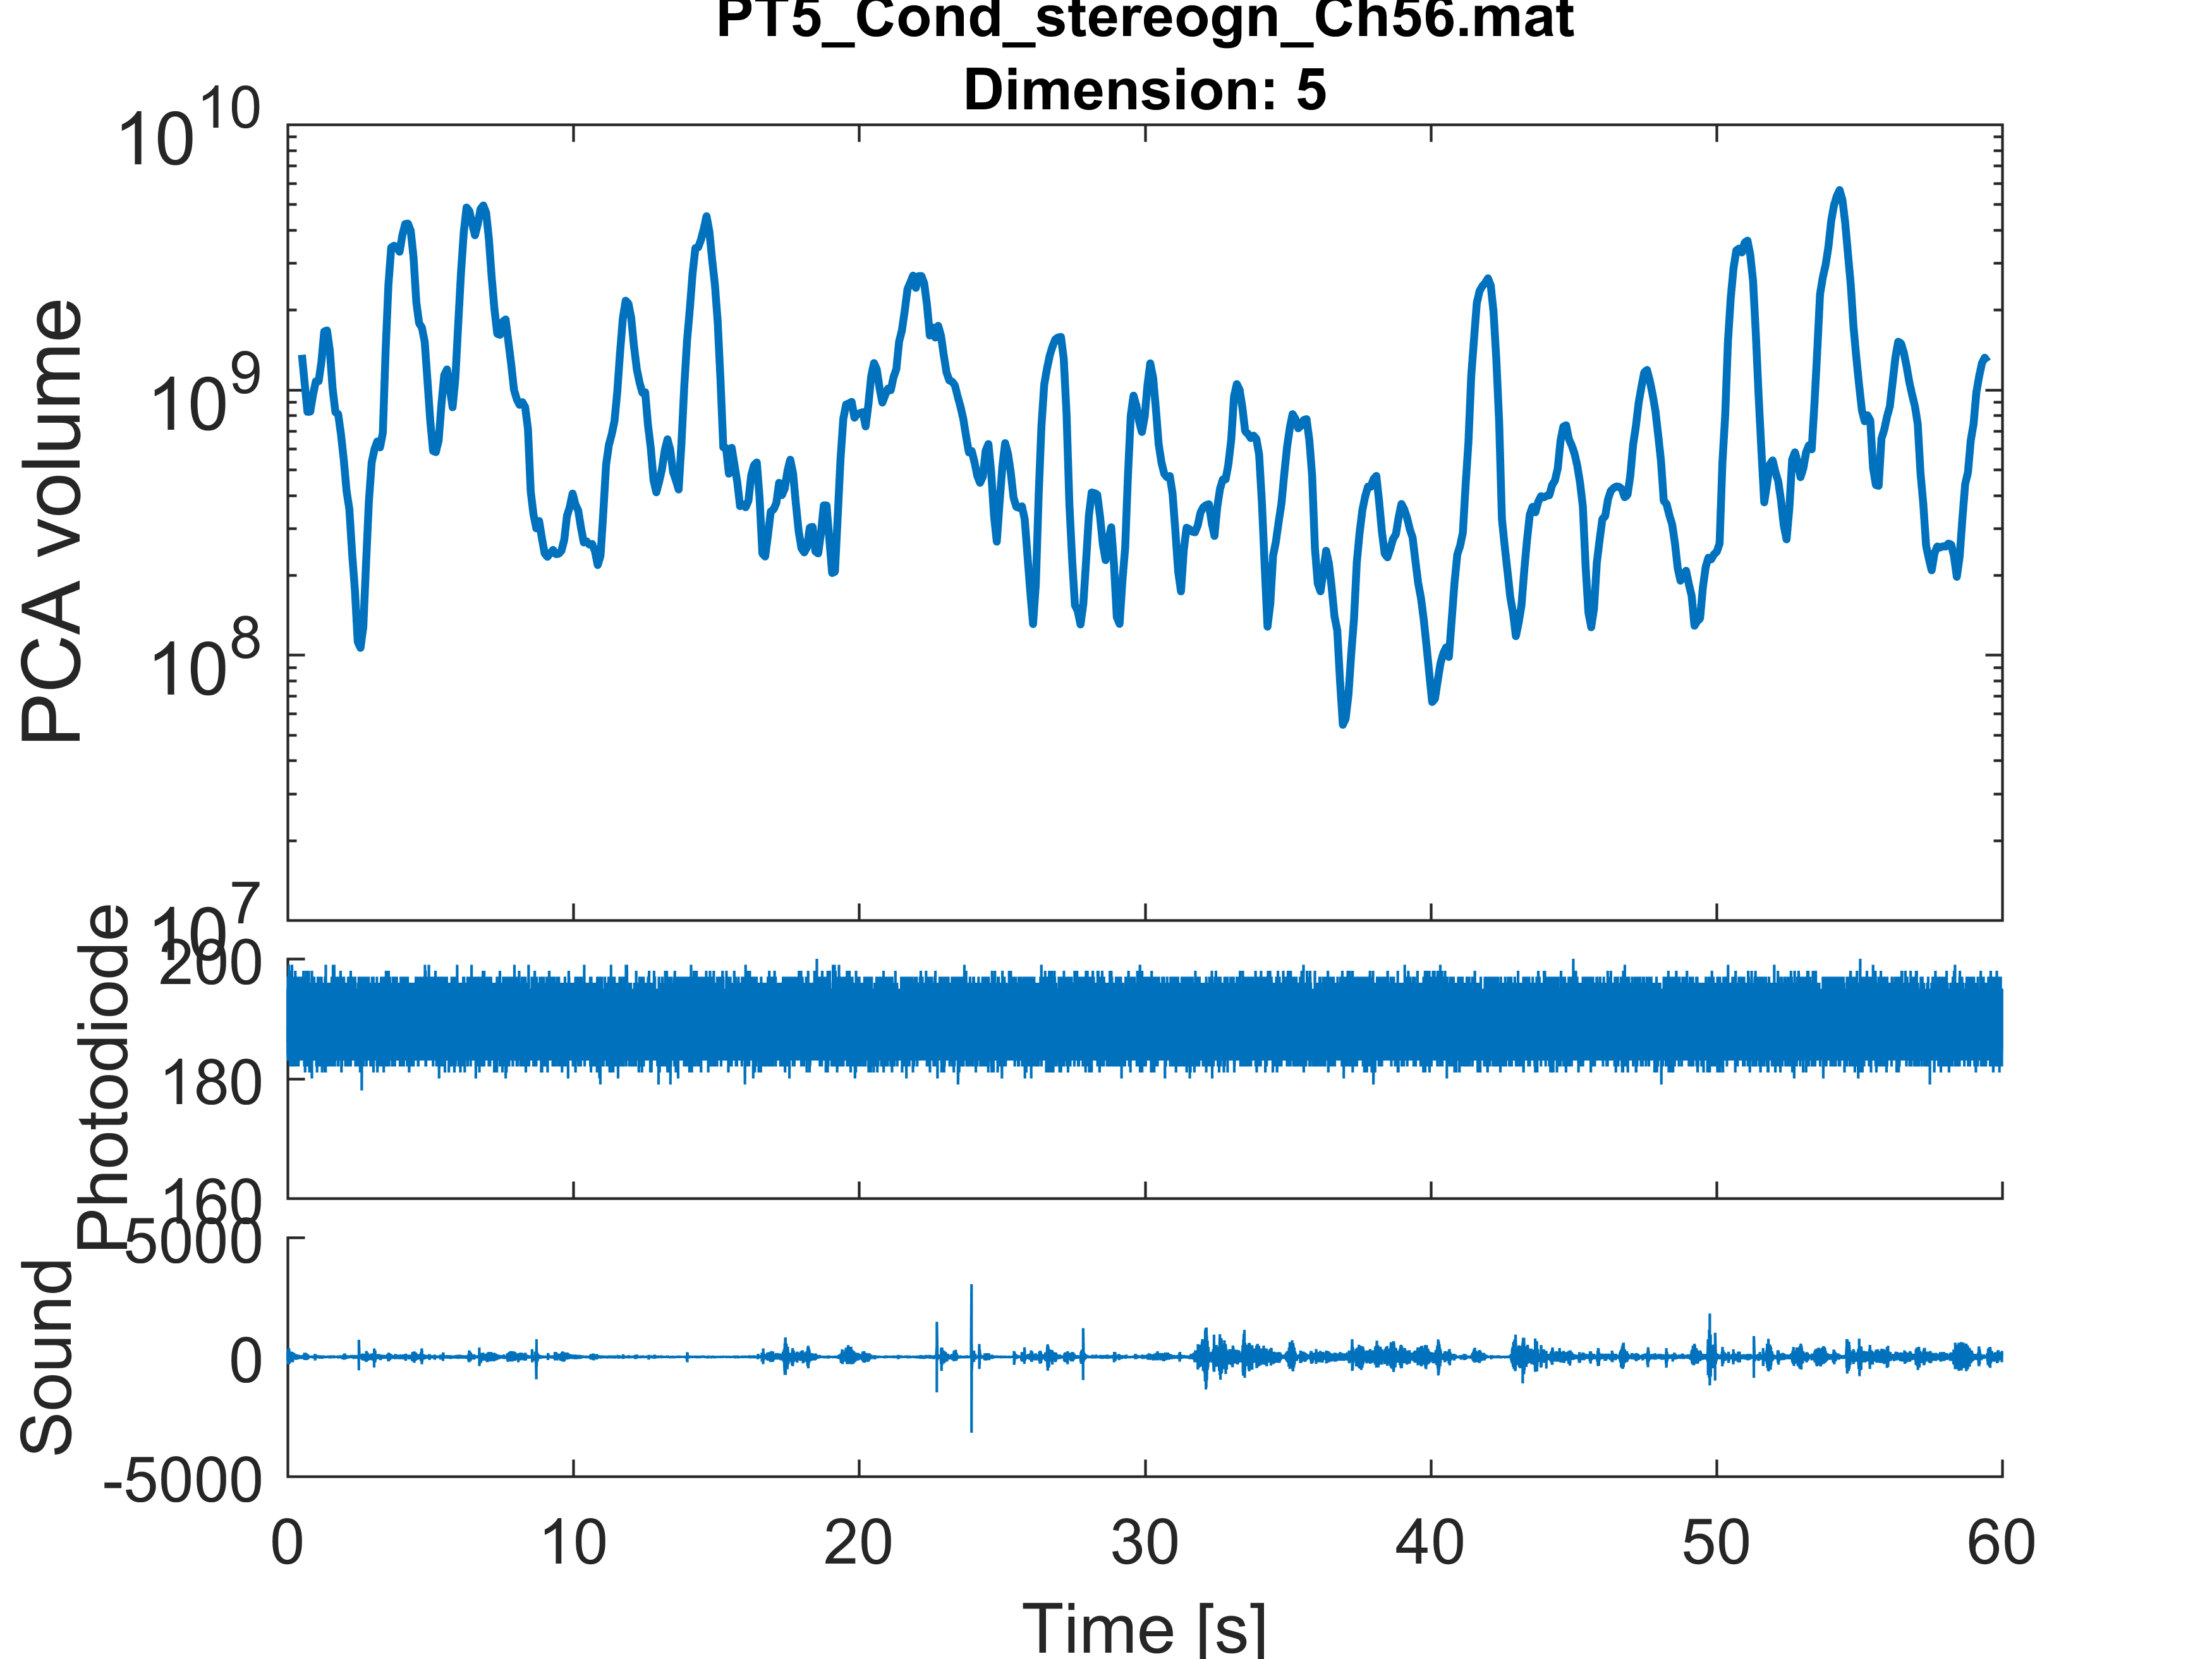 PT5_Cond_stereogn_Ch56.mat
Dimension: 5
PCA volume
10^10
10^9
10^8
10^7
Photodiode
200
180
160
Sound
5000
0
-5000
0 10 20 30 40 50 60
Time [s]